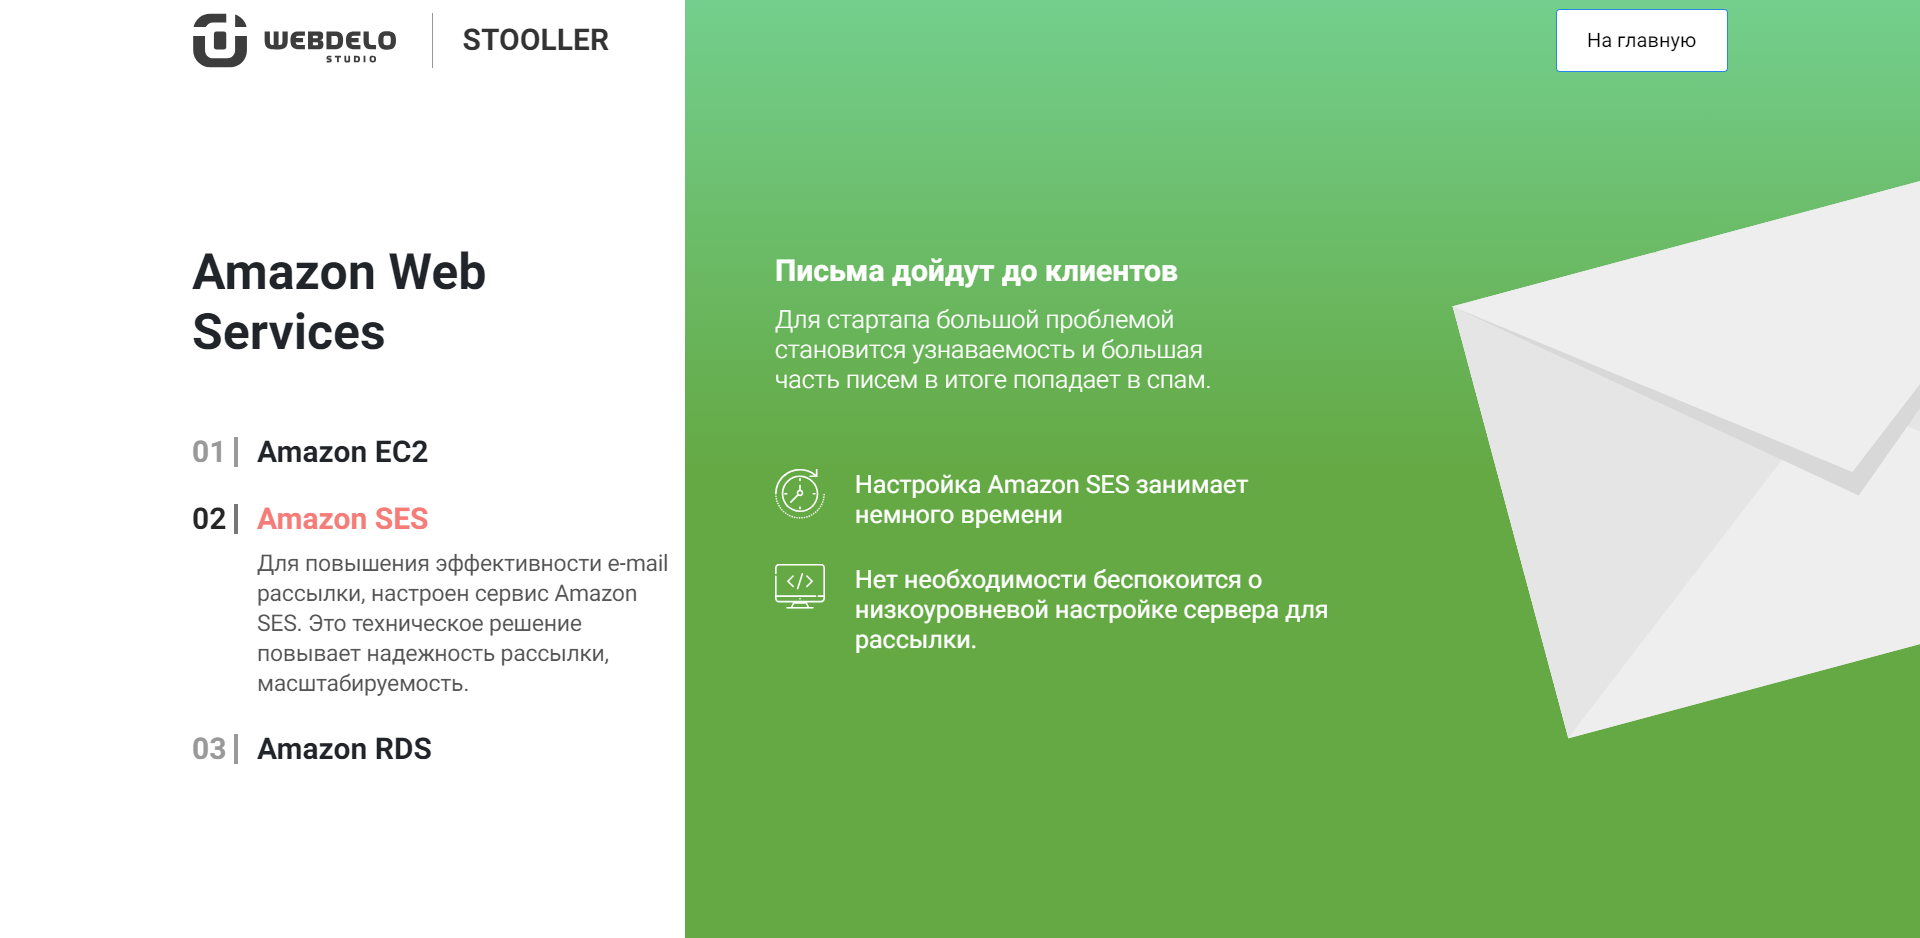 WEBDELO
STUDIO
STOOLLER
На главную
Amazon Web
Services
01
Amazon EC2
02
Amazon SES
Для повышения эффективности e-mail
рассылки, настроен сервис Amazon
SES. Это техническое решение
повывает надежность рассылки,
масштабируемость.
03
Amazon RDS
Письма дойдут до клиентов
Для стартапа большой проблемой
становится узнаваемость и большая
часть писем в итоге попадает в спам.
Настройка Amazon SES занимает
немного времени
Нет необходимости беспокоится о
низкоуровневой настройке сервера для
рассылки.